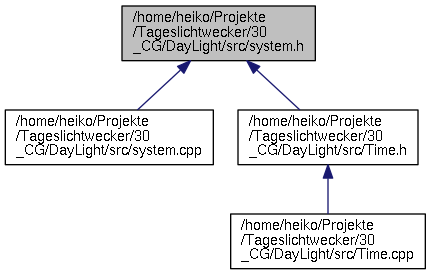 /home/heiko/Projekte
/Tageslichtwecker/30
_CG/DayLight/src/system.h
/home/heiko/Projekte
/Tageslichtwecker/30
_CG/DayLight/src/system.cpp
/home/heiko/Projekte
/Tageslichtwecker/30
_CG/DayLight/src/Time.h
/home/heiko/Projekte
/Tageslichtwecker/30
_CG/DayLight/src/Time.cpp